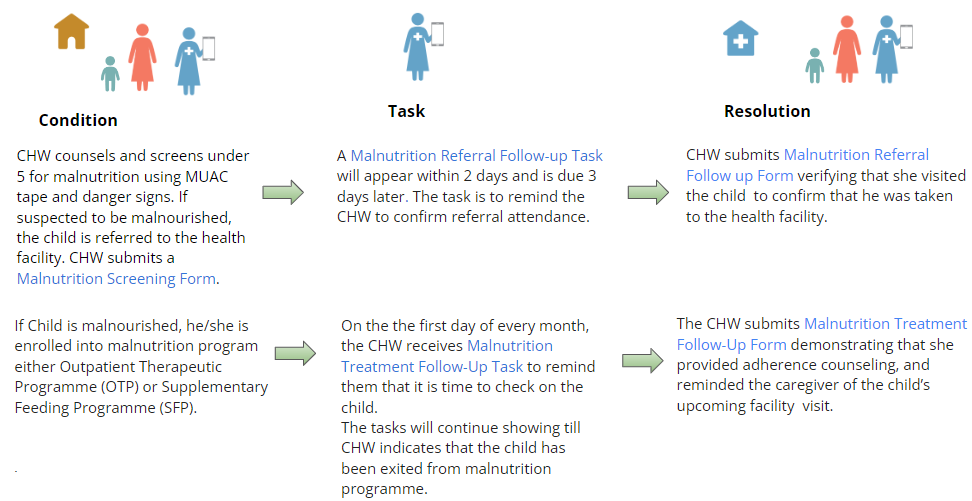 Condition
Task
Resolution
CHW counsels and screens under
5 for malnutrition using MUAC
tape and danger signs. If
suspected to be malnourished,
the child is referred to the health
facility. CHW submits a
Malnutrition Screening Form.
A Malnutrition Referral Follow-up Task
will appear within 2 days and is due 3
days later. The task is to remind the
CHW to confirm referral attendance.
CHW submits Malnutrition Referral
Follow up Form verifying that she visited
the child to confirm that he was taken
to the health facility.
If Child is malnourished, he/she is
enrolled into malnutrition program
either Outpatient Therapeutic
Programme (OTP) or Supplementary
Feeding Programme (SFP).
.
On the the first day of every month,
the CHW receives Malnutrition
Treatment Follow-Up Task to remind
them that it is time to check on the
child.
The tasks will continue showing till
CHW indicates that the child has
been exited from malnutrition
programme.
The CHW submits Malnutrition Treatment
Follow-Up Form demonstrating that she
provided adherence counseling, and
reminded the caregiver of the child's
upcoming facility visit.